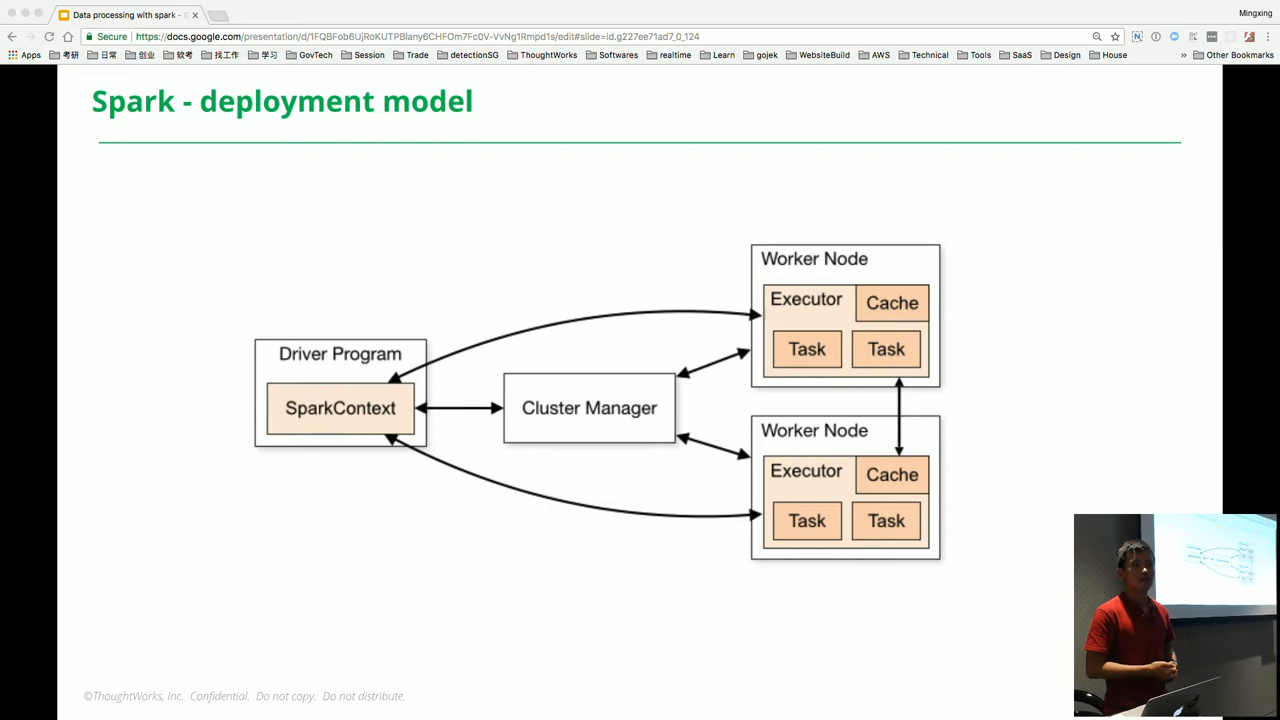 Data processing with spark -
Mingxing
Secure
https://docs.google.com/presentation/d/1FQBFob6UjRoKUTPBIany6CHFOm7Fc0V-VvNg1Rmpd1s/edit#slide=id.g227ee71ad7_0_124
Apps 考研 日常 创业 软考 找工作 学习 GovTech Session Trade detectionSG ThoughtWorks Softwares realtime Learn gojek WebsiteBuild AWS Technical Tools SaaS Design House » Other Bookmarks
Spark - deployment model
Worker Node
Executor
Cache
Task
Task
Driver Program
SparkContext
Cluster Manager
Worker Node
Executor
Cache
Task
Task
©ThoughtWorks, Inc. Confidential. Do not copy. Do not distribute.